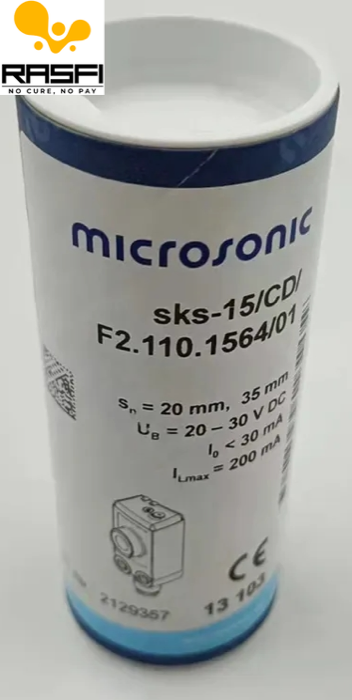 RASFI
NO CURE, NO PAY
microsonic
sks-15/CD/
F2.110.1564/01
sn = 20 mm, 35 mm
UB = 20 – 30 V DC
I0 < 30 mA
ILmax = 200 mA
CE
2129357
13 103